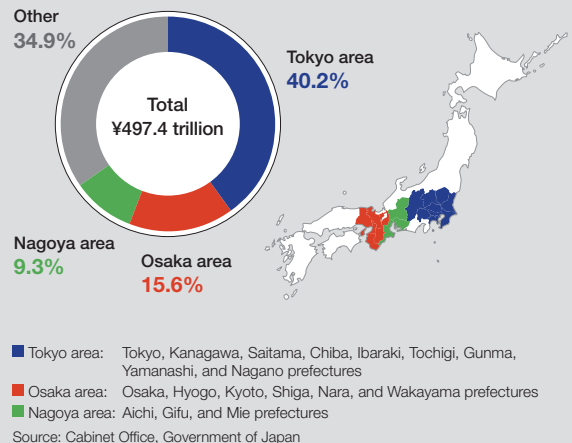 Other
34.9%
Total
¥497.4 trillion
Tokyo area
40.2%
Nagoya area
9.3%
Osaka area
15.6%
Tokyo area: Tokyo, Kanagawa, Saitama, Chiba, Ibaraki, Tochigi, Gunma,
Yamanashi, and Nagano prefectures
Osaka area: Osaka, Hyogo, Kyoto, Shiga, Nara, and Wakayama prefectures
Nagoya area: Aichi, Gifu, and Mie prefectures
Source: Cabinet Office, Government of Japan